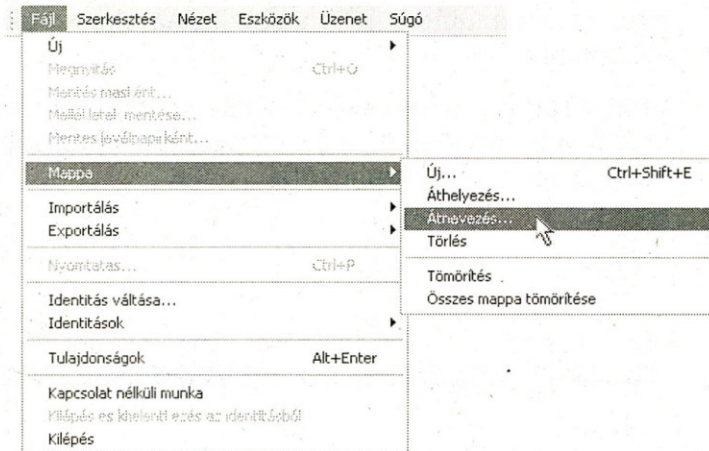 Fájl Szerkesztés Nézet Eszközök Üzenet Súgó
Új
Megnyitás Ctrl+O
Mentés másként...
mentése...
Mentés levélpapírként...
Mappa
Új... Ctrl+Shift+E
Áthelyezés...
Átnevezés...
Törlés
Tömörítés
Összes mappa tömörítése
Importálás
Exportálás
Nyomtatás... Ctrl+P
Identitás váltása...
Identitások
Tulajdonságok Alt+Enter
Kapcsolat nélküli munka
Kilépés és az identitásból
Kilépés